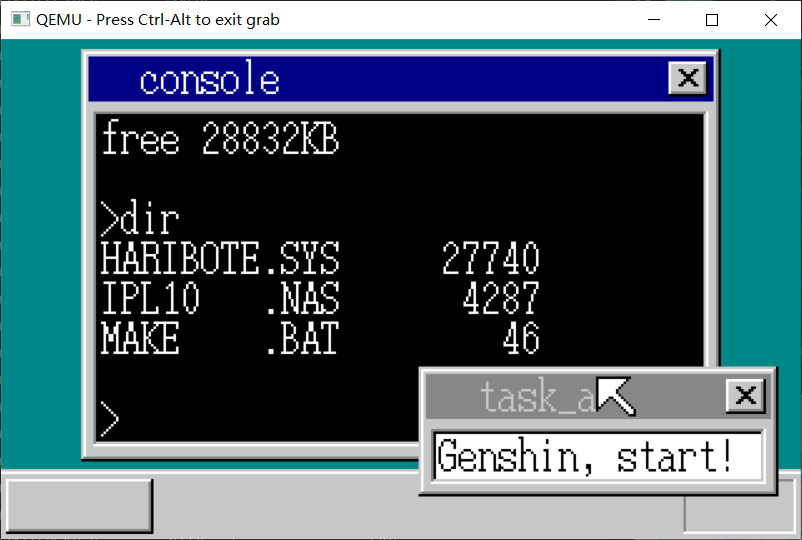 QEMU - Press Ctrl-Alt to exit grab
console
free 28832KB
>dir
HARIBOTE.SYS 27740
IPL10 .NAS 4287
MAKE .BAT 46
>
task_a
Genshin, start!